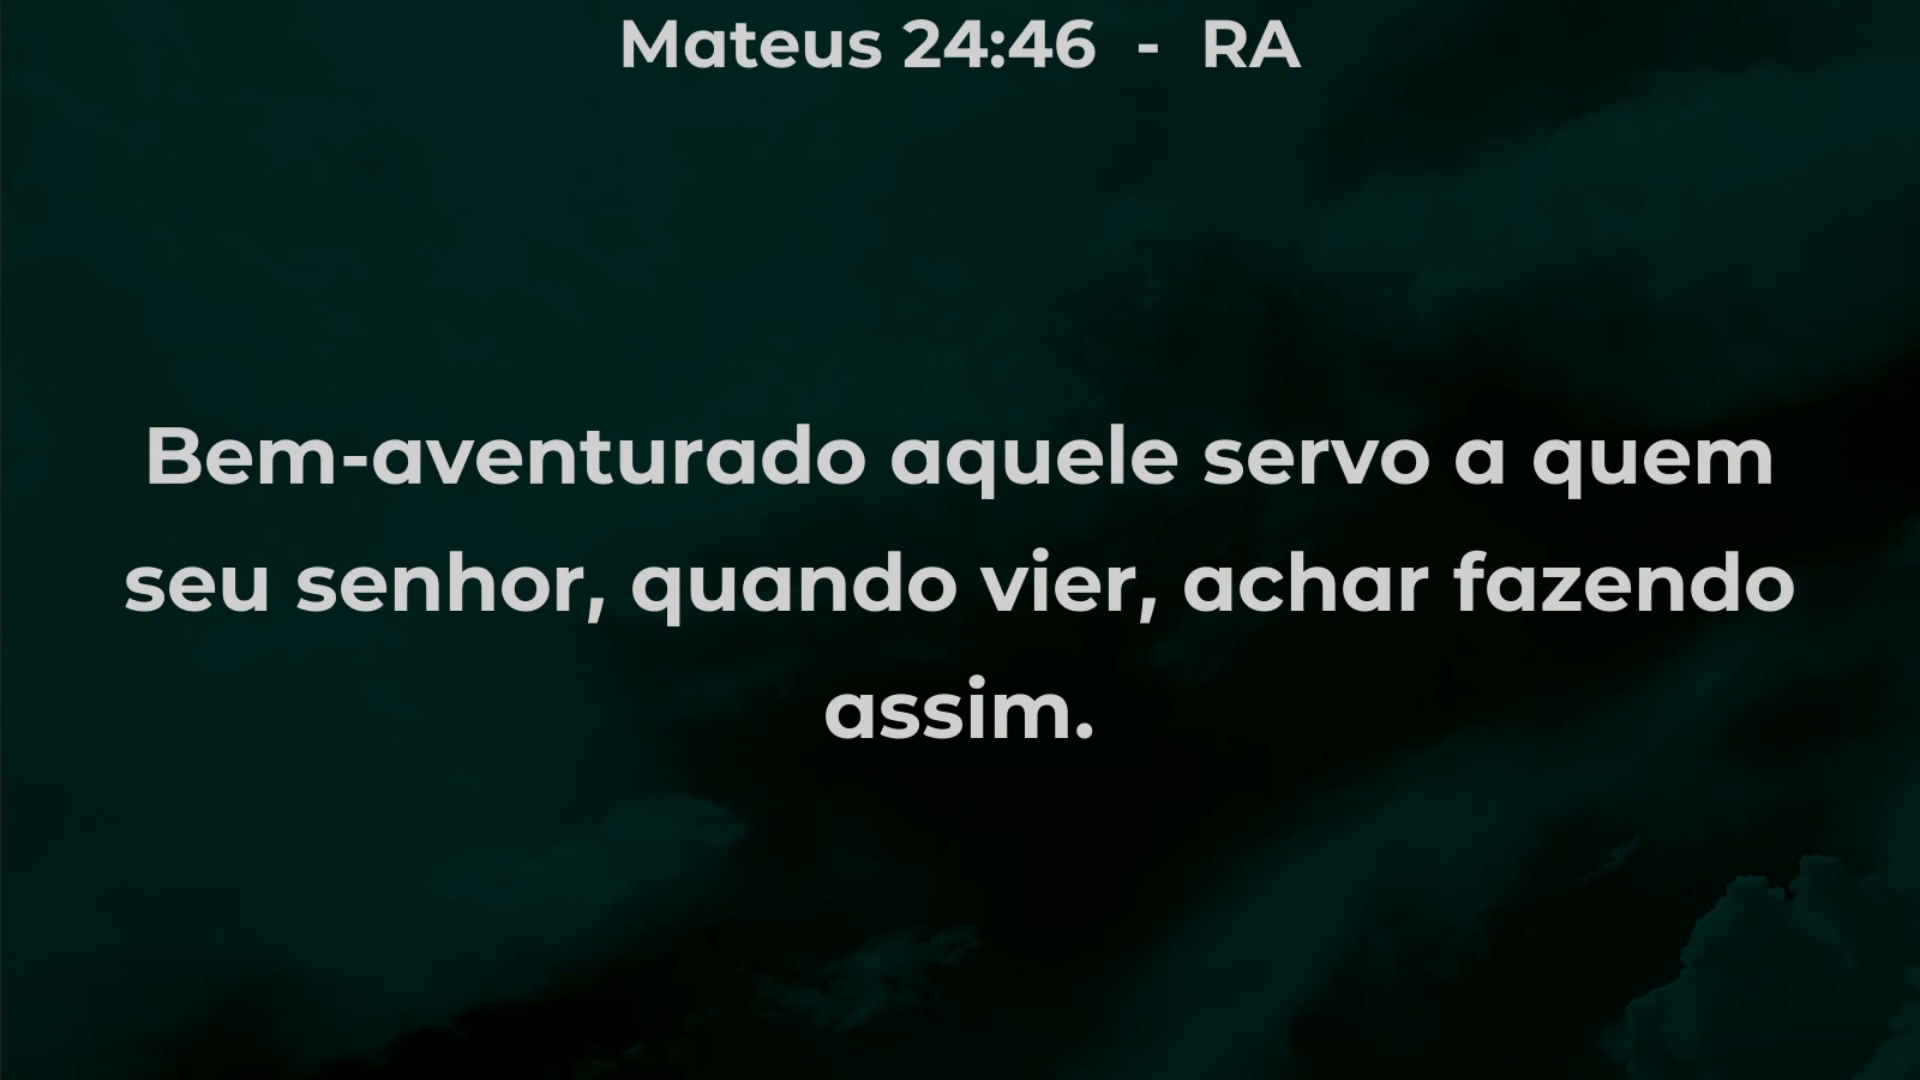 Mateus 24:46 - RA
Bem-aventurado aquele servo a quem
seu senhor, quando vier, achar fazendo
assim.